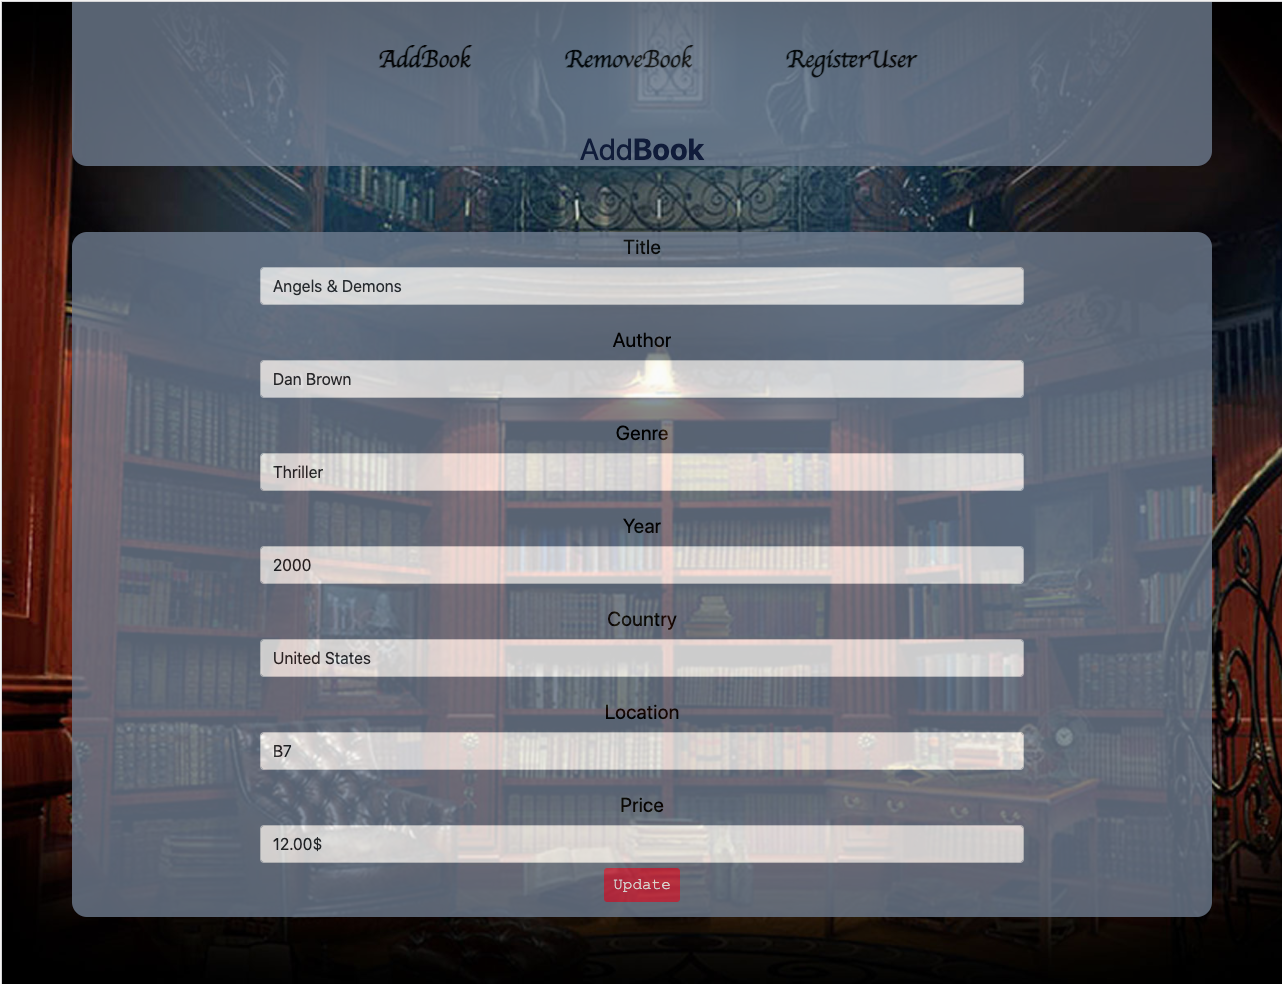 AddBook RemoveBook RegisterUser
AddBook
Title
Angels & Demons
Author
Dan Brown
Genre
Thriller
Year
2000
Country
United States
Location
B7
Price
12.00$
Update